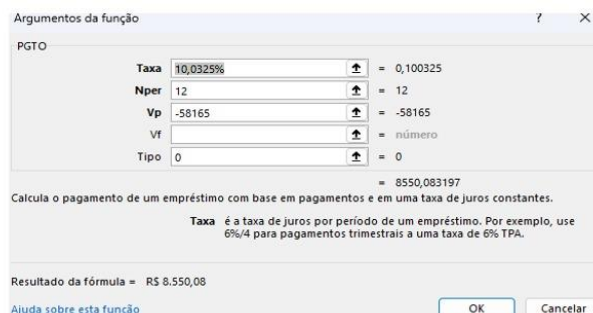 Argumentos da função ? ✕
PGTO
Taxa 10,0325% = 0,100325
Nper 12 = 12
Vp -58165 = -58165
Vf = número
Tipo 0 = 0
= 8550,083197
Calcula o pagamento de um empréstimo com base em pagamentos e em uma taxa de juros constantes.
Taxa é a taxa de juros por período de um empréstimo. Por exemplo, use
6%/4 para pagamentos trimestrais a uma taxa de 6% TPA.
Resultado da fórmula = R$ 8.550,08
Ajuda sobre esta função OK Cancelar